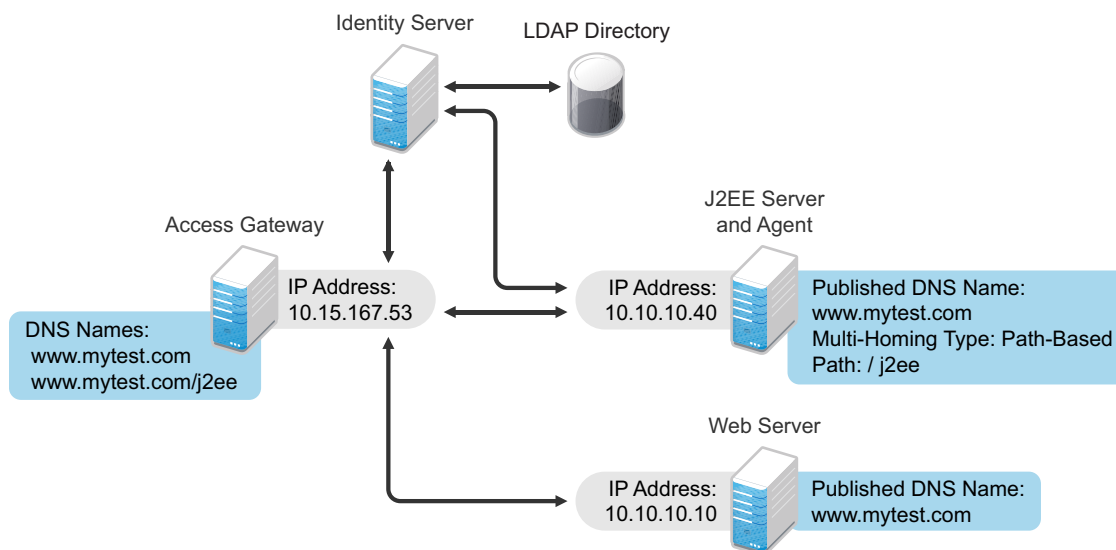 Identity Server
LDAP Directory
J2EE Server
and Agent
Access Gateway
IP Address:
10.15.167.53
DNS Names:
www.mytest.com
www.mytest.com/j2ee
IP Address:
10.10.10.40
Published DNS Name:
www.mytest.com
Multi-Homing Type: Path-Based
Path: / j2ee
Web Server
IP Address:
10.10.10.10
Published DNS Name:
www.mytest.com